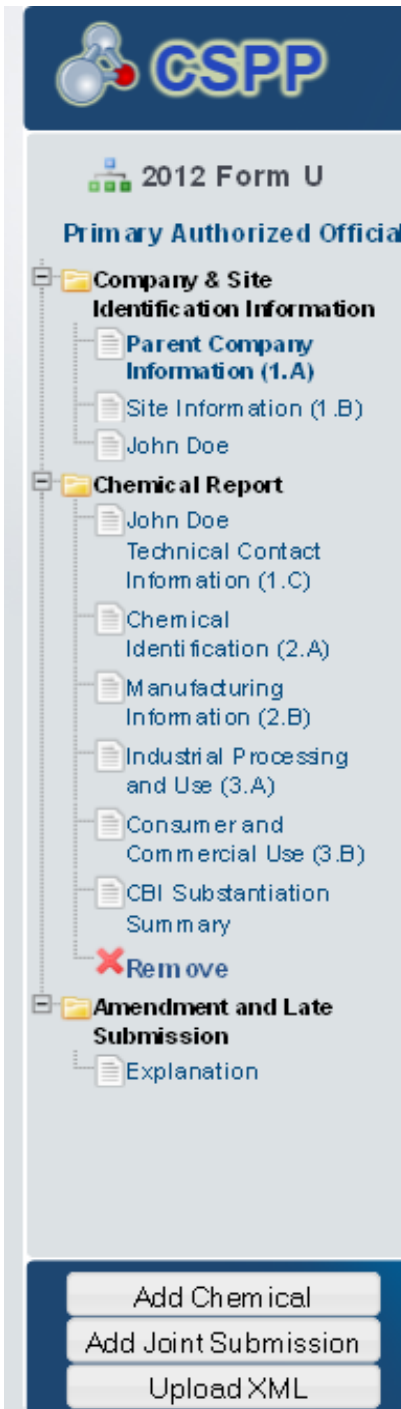 CSPP
2012 Form U
Primary Authorized Official
Company & Site
Identification Information
Parent Company
Information (1.A)
Site Information (1.B)
John Doe
Chemical Report
John Doe
Technical Contact
Information (1.C)
Chemical
Identification (2.A)
Manufacturing
Information (2.B)
Industrial Processing
and Use (3.A)
Consumer and
Commercial Use (3.B)
CBI Substantiation
Summary
Remove
Amendment and Late
Submission
Explanation
Add Chemical
Add Joint Submission
Upload XML